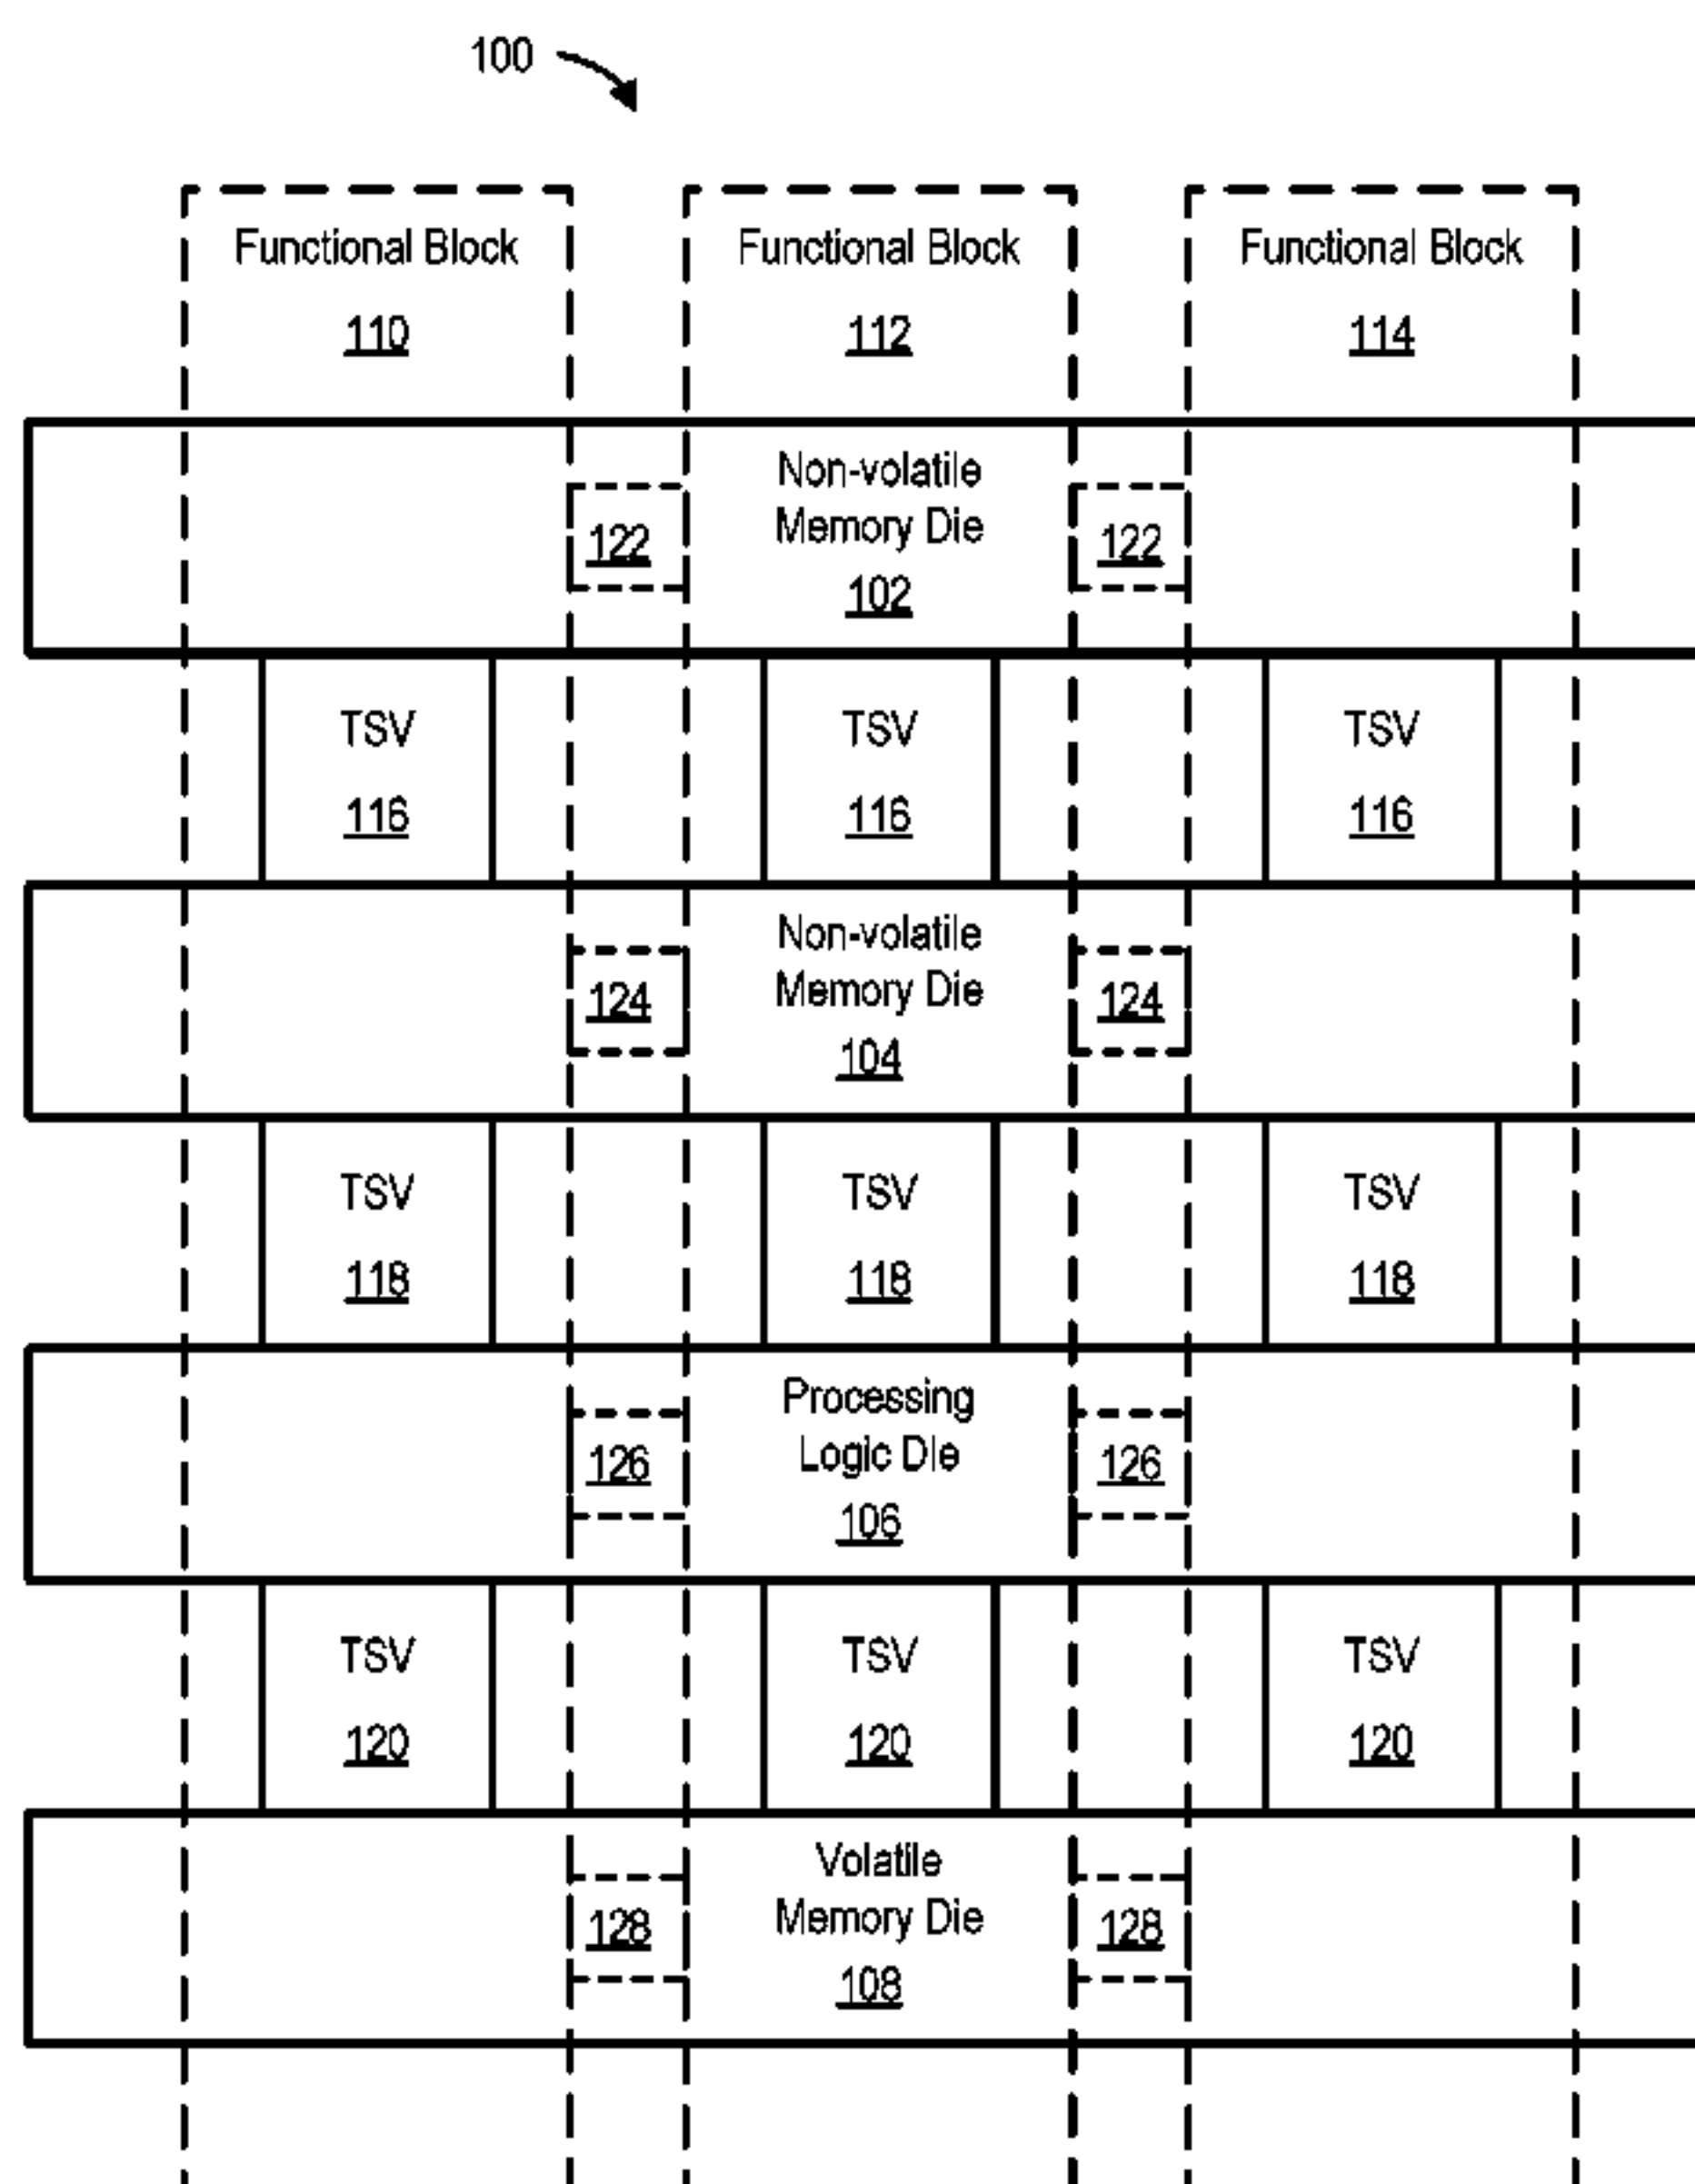 100
Functional Block
110
Functional Block
112
Functional Block
114
Non-volatile
Memory Die
102
122
122
TSV
116
TSV
116
TSV
116
Non-volatile
Memory Die
104
124
124
TSV
118
TSV
118
TSV
118
Processing
Logic Die
106
126
126
TSV
120
TSV
120
TSV
120
Volatile
Memory Die
108
128
128